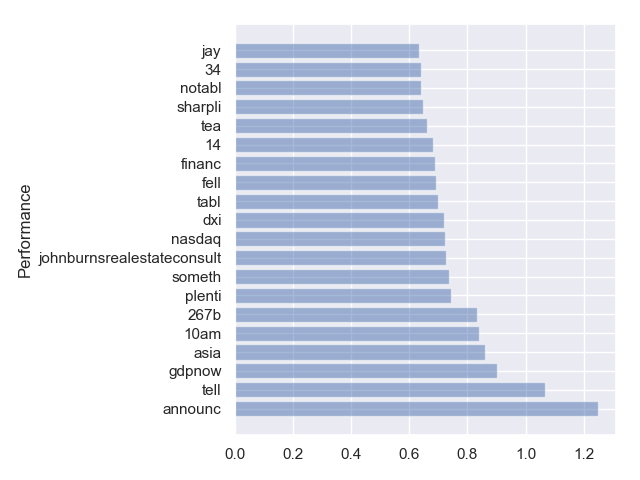 jay
34
notabl
sharpli
tea
14
financ
fell
tabl
dxi
nasdaq
johnburnsrealestateconsult
someth
plenti
267b
10am
asia
gdpnow
tell
announc
Performance
0.0 0.2 0.4 0.6 0.8 1.0 1.2